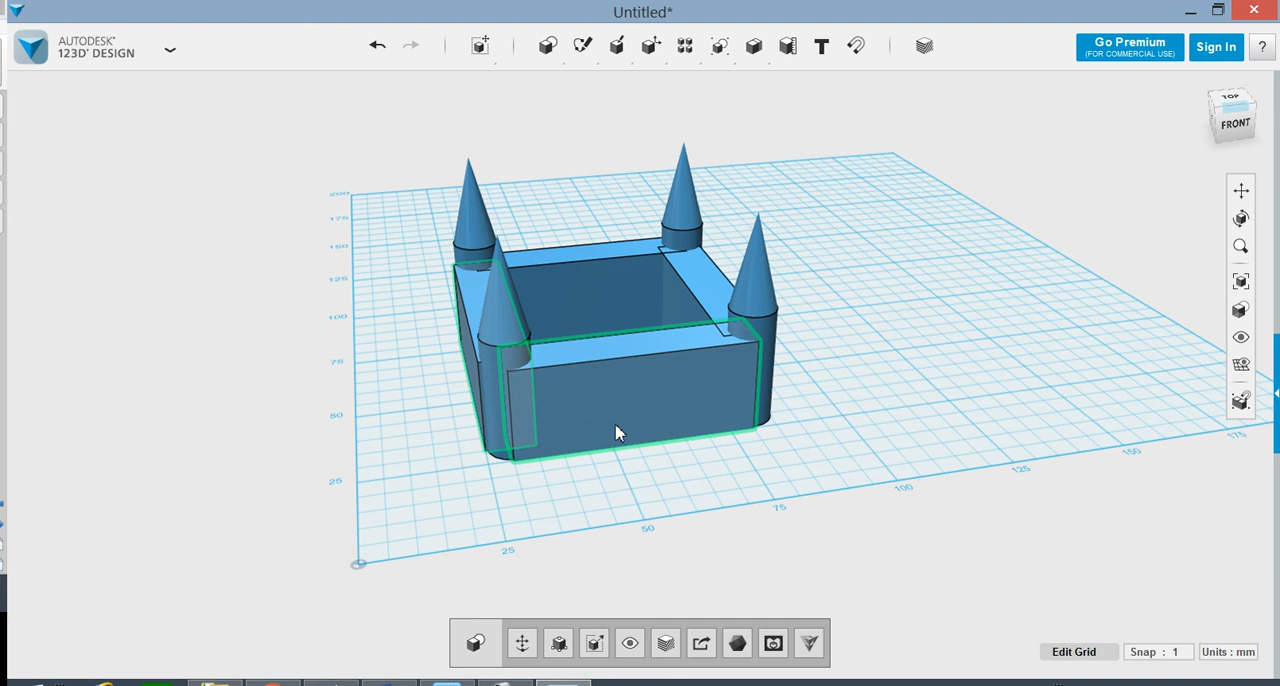 Untitled*
AUTODESK®
123D® DESIGN
Go Premium
(FOR COMMERCIAL USE)
Sign In
?
TOP
FRONT
200
175
150
125
100
75
50
25
25
50
75
100
125
150
175
Edit Grid
Snap : 1
Units : mm